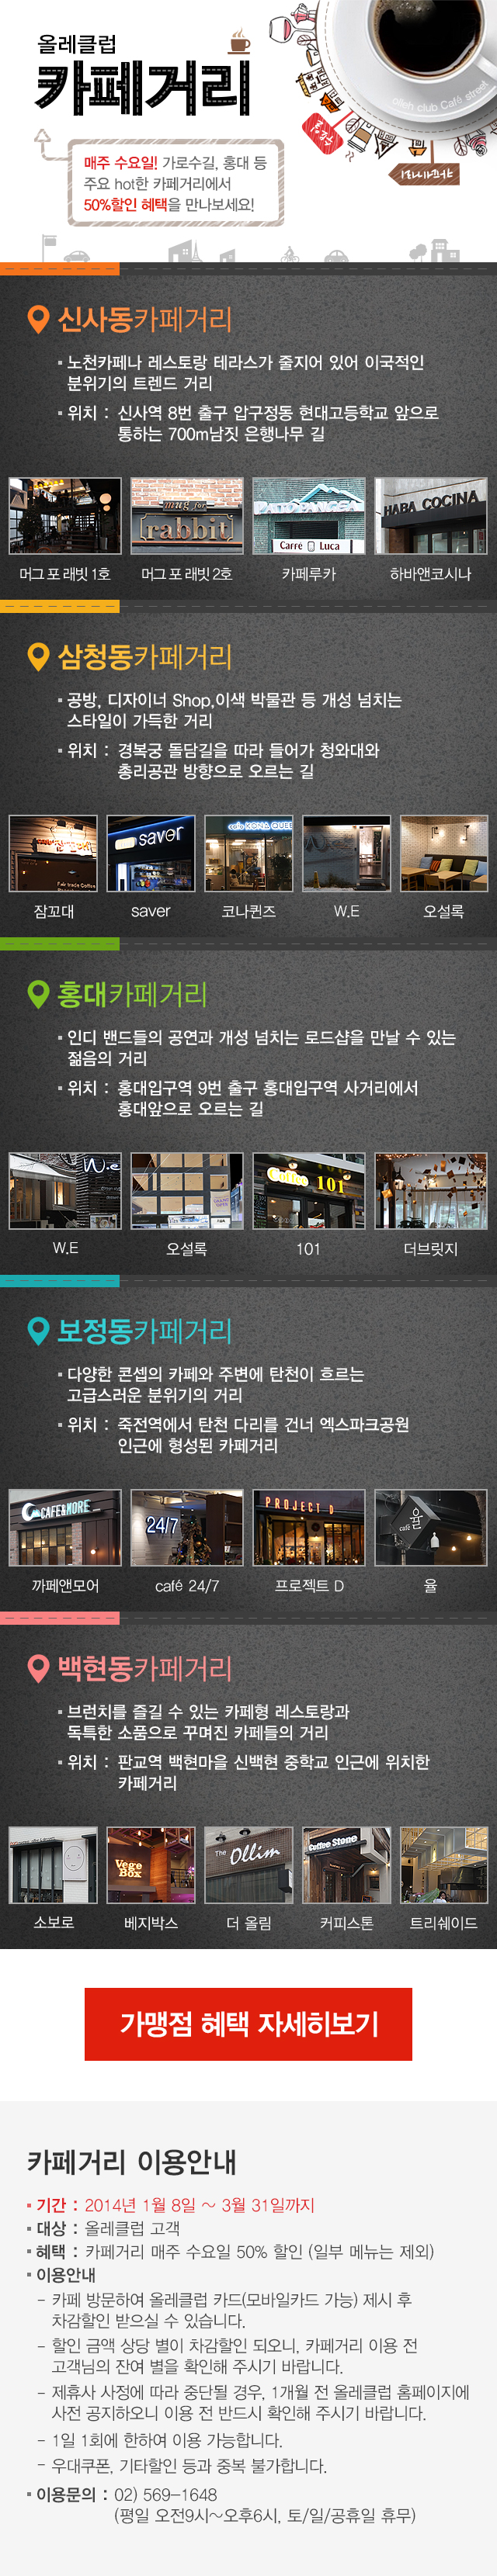 올레클럽
카페거리
olleh club Café street
매주 수요일! 가로수길, 홍대 등
주요 hot한 카페거리에서
50%할인 혜택을 만나보세요!
신사동카페거리
노천카페나 레스토랑 테라스가 줄지어 있어 이국적인
분위기의 트렌드 거리
위치 : 신사역 8번 출구 압구정동 현대고등학교 앞으로
통하는 700m남짓 은행나무 길
mug for
rabbit
Carré Luca
HABA COCINA
머그 포 래빗 1호
머그 포 래빗 2호
카페루카
하바앤코시나
삼청동카페거리
공방, 디자이너 Shop,이색 박물관 등 개성 넘치는
스타일이 가득한 거리
위치 : 경복궁 돌담길을 따라 들어가 청와대와
총리공관 방향으로 오르는 길
Fair trade Coffee
saver
cafe KONA QUEE
잠꼬대
saver
코나퀸즈
W.E
오설록
홍대카페거리
인디 밴드들의 공연과 개성 넘치는 로드샵을 만날 수 있는
젊음의 거리
위치 : 홍대입구역 9번 출구 홍대입구역 사거리에서
홍대앞으로 오르는 길
W.e
Coffee 101
W.E
오설록
101
더브릿지
보정동카페거리
다양한 콘셉의 카페와 주변에 탄천이 흐르는
고급스러운 분위기의 거리
위치 : 죽전역에서 탄천 다리를 건너 엑스파크공원
인근에 형성된 카페거리
CAFE&MORE
24/7
PROJECT D
café
까페앤모어
café 24/7
프로젝트 D
율
백현동카페거리
브런치를 즐길 수 있는 카페형 레스토랑과
독특한 소품으로 꾸며진 카페들의 거리
위치 : 판교역 백현마을 신백현 중학교 인근에 위치한
카페거리
Vege
Box
The Ollim
Coffee Stone
소보로
베지박스
더 올림
커피스톤
트리쉐이드
가맹점 혜택 자세히보기
카페거리 이용안내
기간 : 2014년 1월 8일 ~ 3월 31일까지
대상 : 올레클럽 고객
혜택 : 카페거리 매주 수요일 50% 할인 (일부 메뉴는 제외)
이용안내
- 카페 방문하여 올레클럽 카드(모바일카드 가능) 제시 후
차감할인 받으실 수 있습니다.
- 할인 금액 상당 별이 차감할인 되오니, 카페거리 이용 전
고객님의 잔여 별을 확인해 주시기 바랍니다.
- 제휴사 사정에 따라 중단될 경우, 1개월 전 올레클럽 홈페이지에
사전 공지하오니 이용 전 반드시 확인해 주시기 바랍니다.
- 1일 1회에 한하여 이용 가능합니다.
- 우대쿠폰, 기타할인 등과 중복 불가합니다.
이용문의 : 02) 569-1648
(평일 오전9시~오후6시, 토/일/공휴일 휴무)